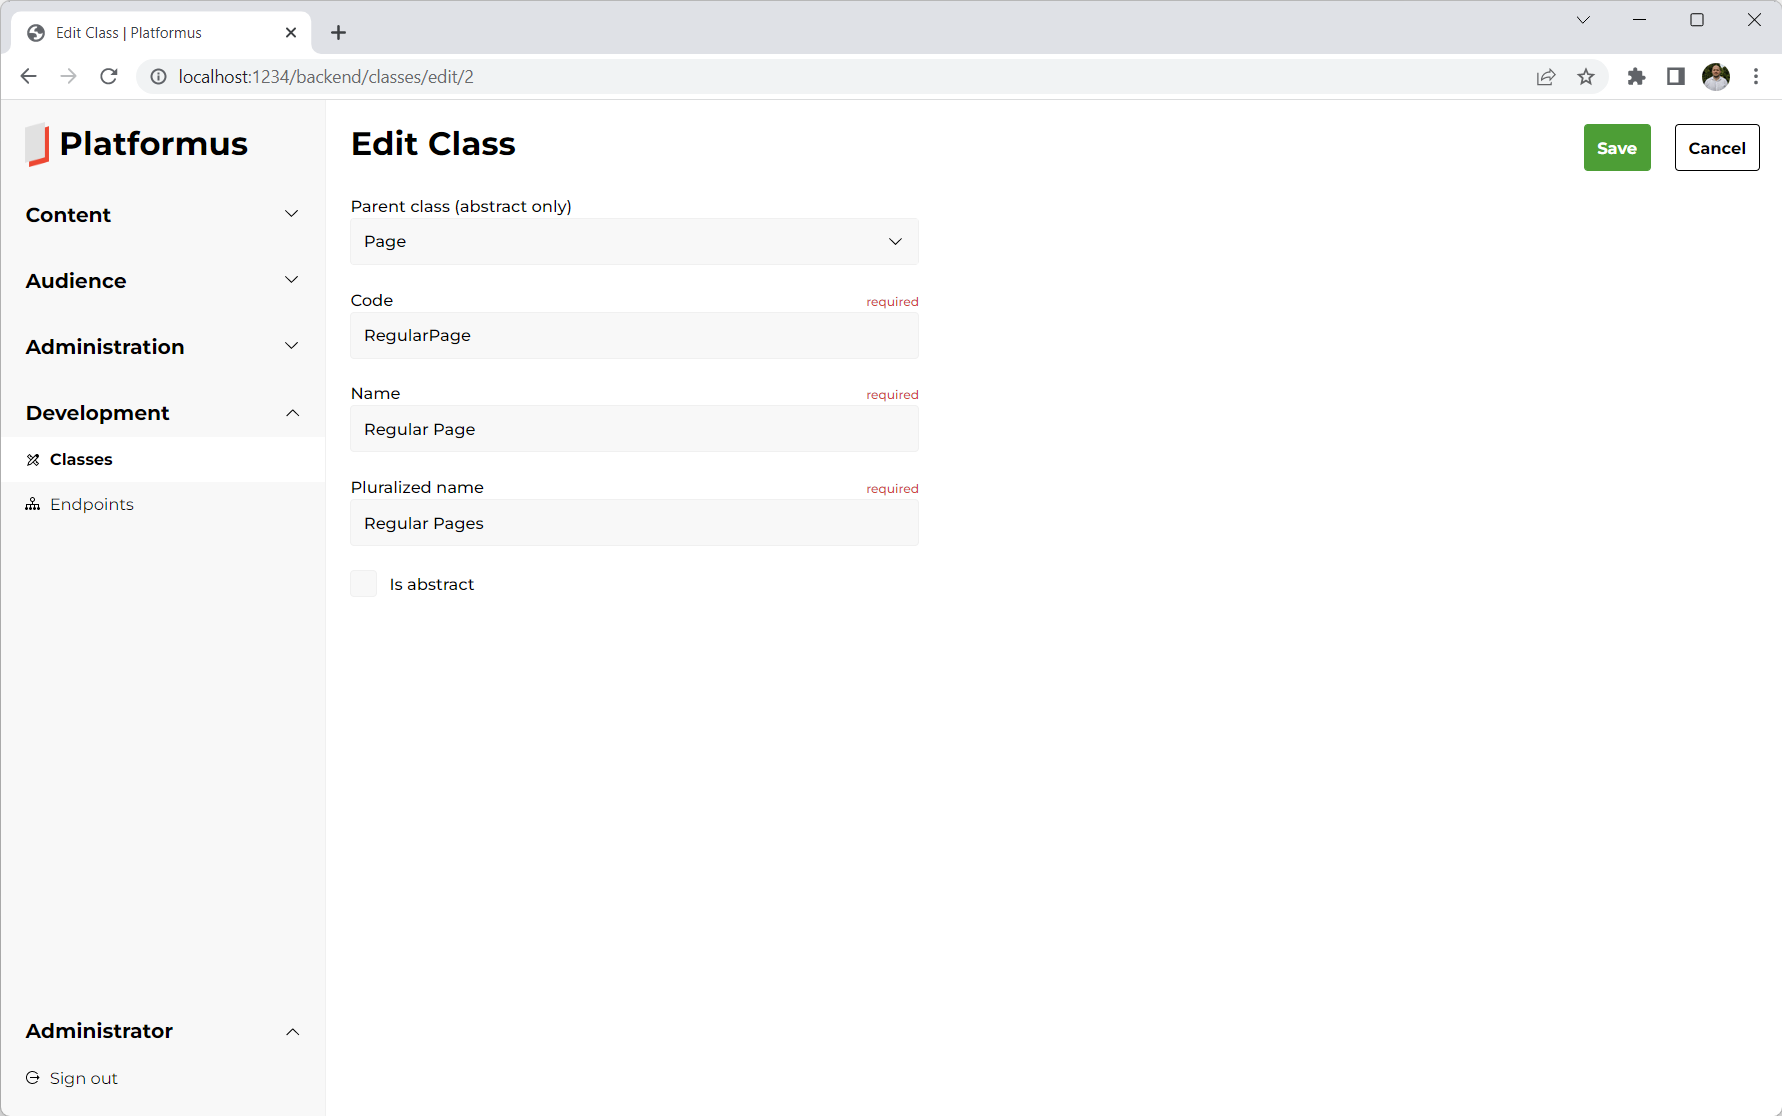 Edit Class | Platformus
localhost:1234/backend/classes/edit/2
Platformus
Content
Audience
Administration
Development
Classes
Endpoints
Administrator
Sign out
Edit Class
Save
Cancel
Parent class (abstract only)
Page
Code required
RegularPage
Name required
Regular Page
Pluralized name required
Regular Pages
Is abstract